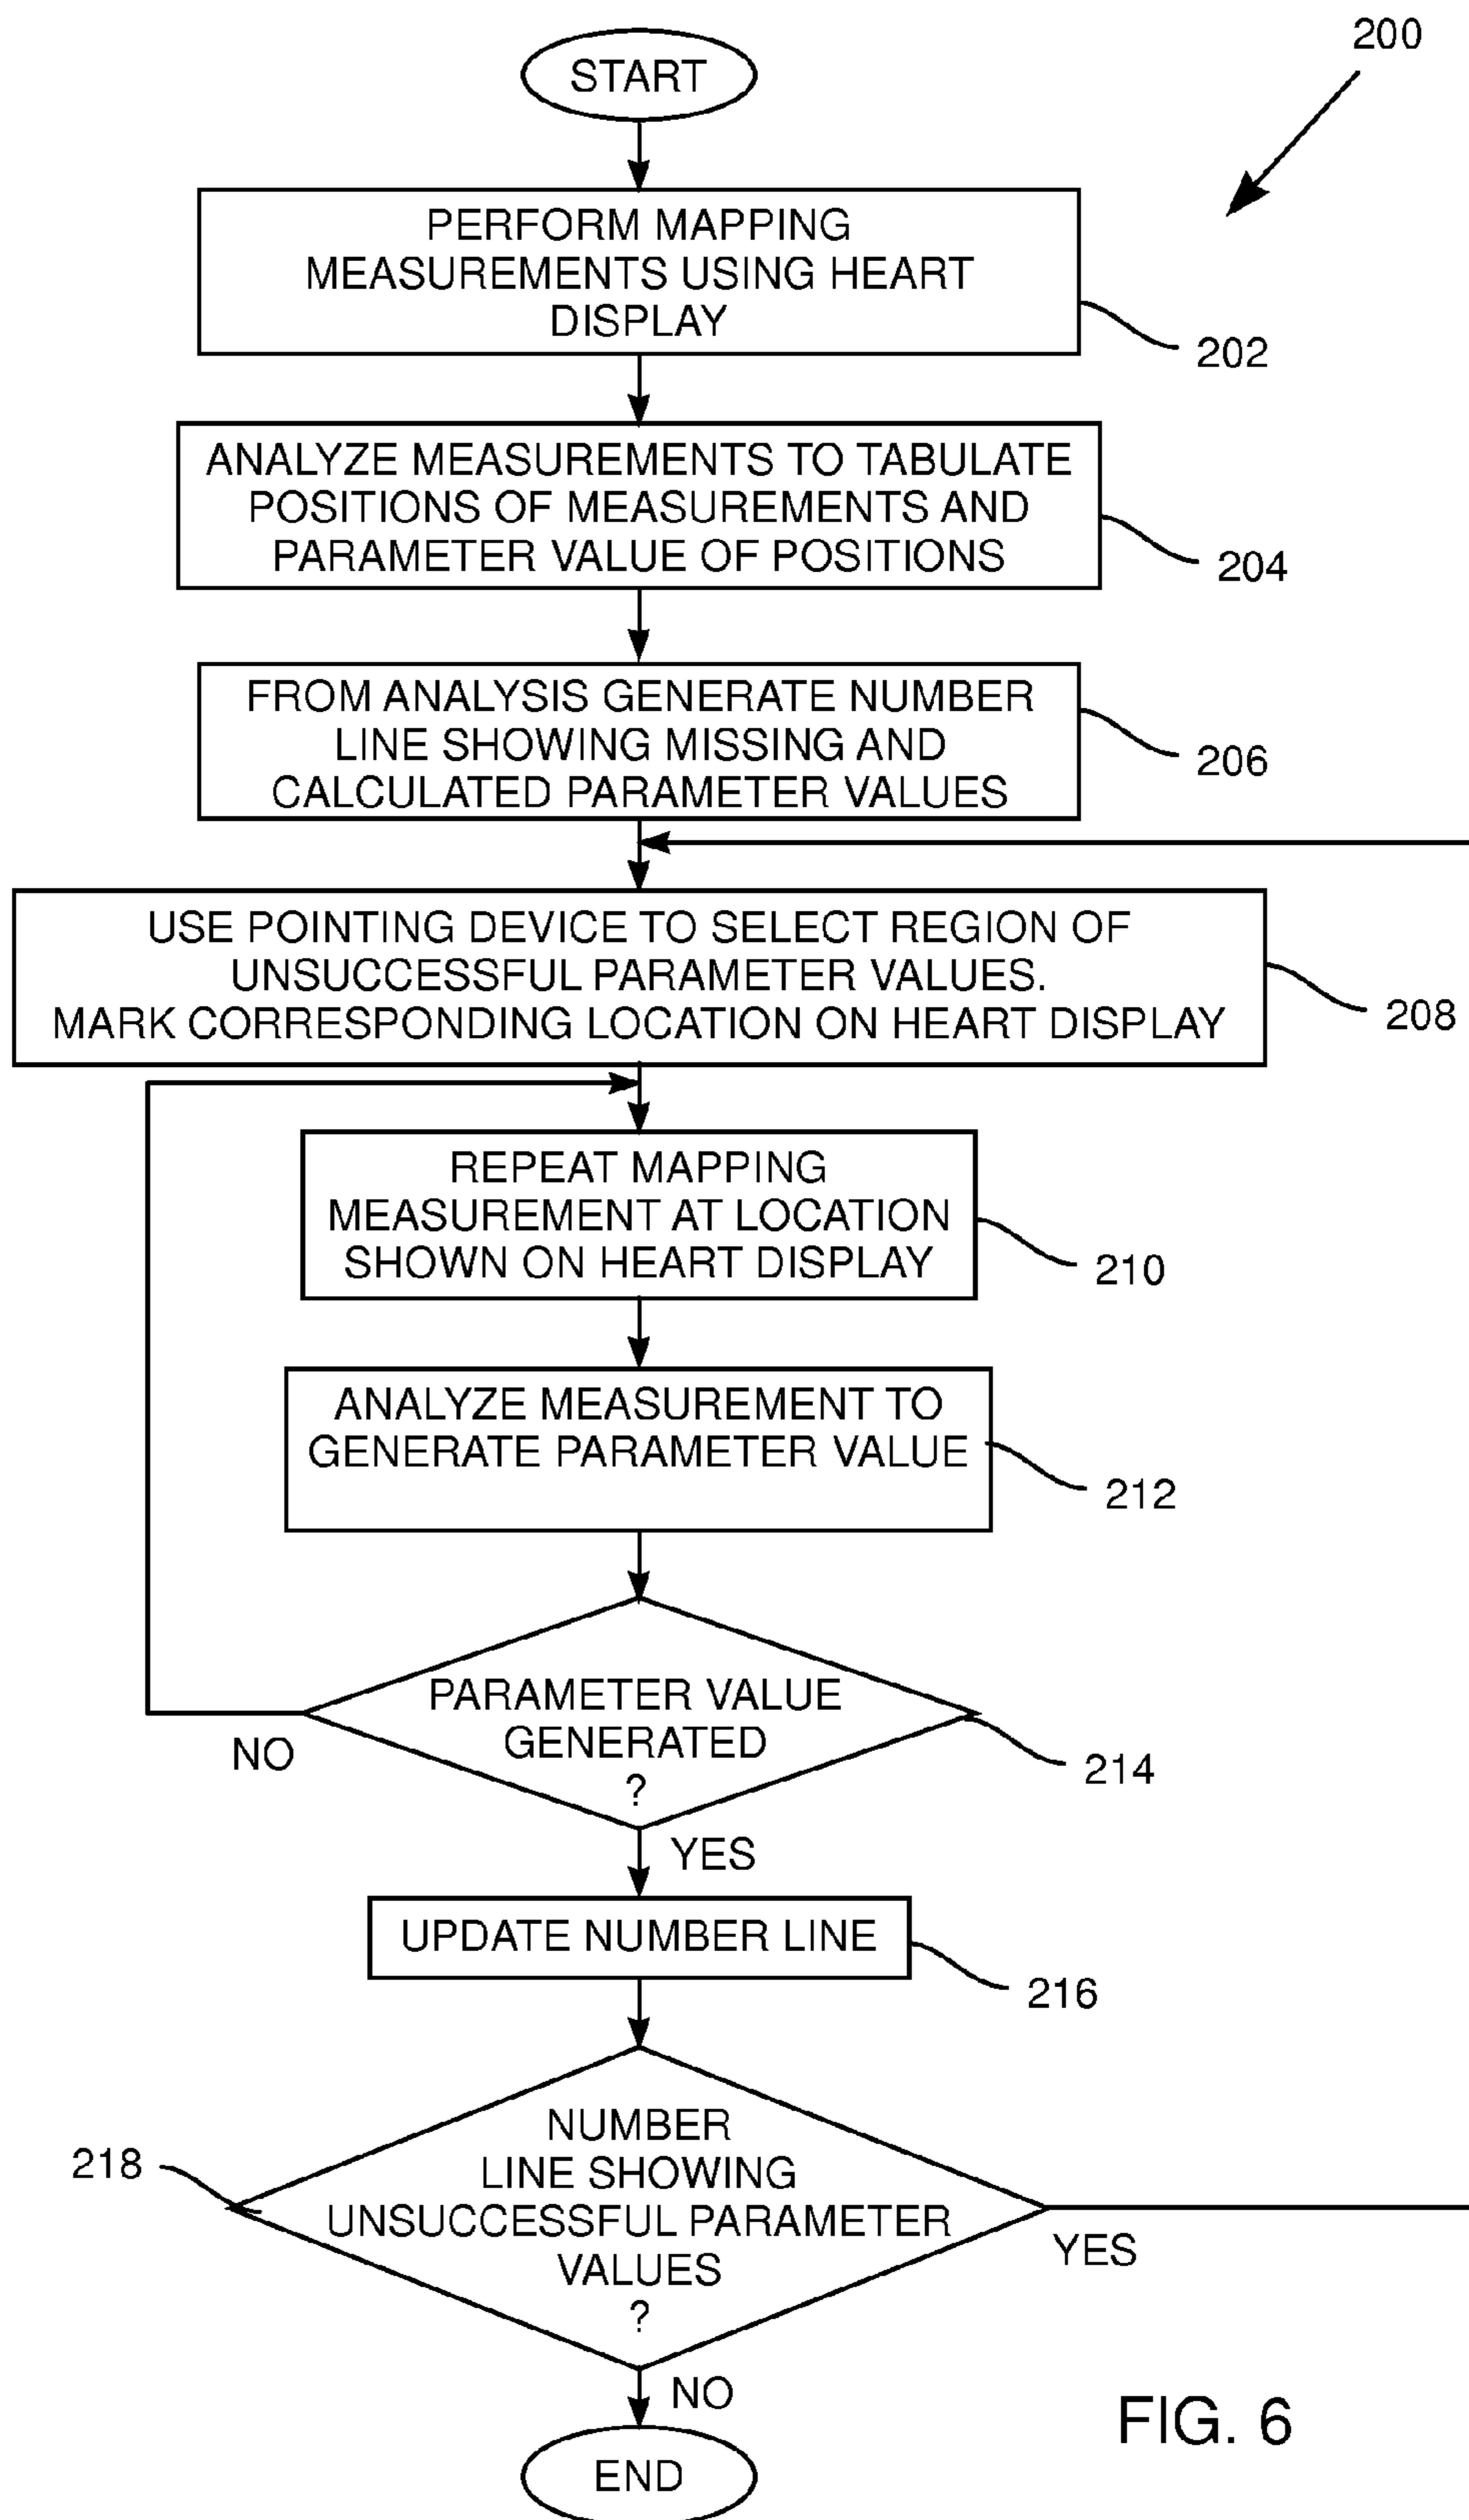 200
START
PERFORM MAPPING
MEASUREMENTS USING HEART
DISPLAY
202
ANALYZE MEASUREMENTS TO TABULATE
POSITIONS OF MEASUREMENTS AND
PARAMETER VALUE OF POSITIONS
204
FROM ANALYSIS GENERATE NUMBER
LINE SHOWING MISSING AND
CALCULATED PARAMETER VALUES
206
USE POINTING DEVICE TO SELECT REGION OF
UNSUCCESSFUL PARAMETER VALUES.
MARK CORRESPONDING LOCATION ON HEART DISPLAY
208
REPEAT MAPPING
MEASUREMENT AT LOCATION
SHOWN ON HEART DISPLAY
210
ANALYZE MEASUREMENT TO
GENERATE PARAMETER VALUE
212
PARAMETER VALUE
GENERATED
?
NO
214
YES
UPDATE NUMBER LINE
216
NUMBER
LINE SHOWING
UNSUCCESSFUL PARAMETER
VALUES
?
218
YES
NO
END
FIG. 6